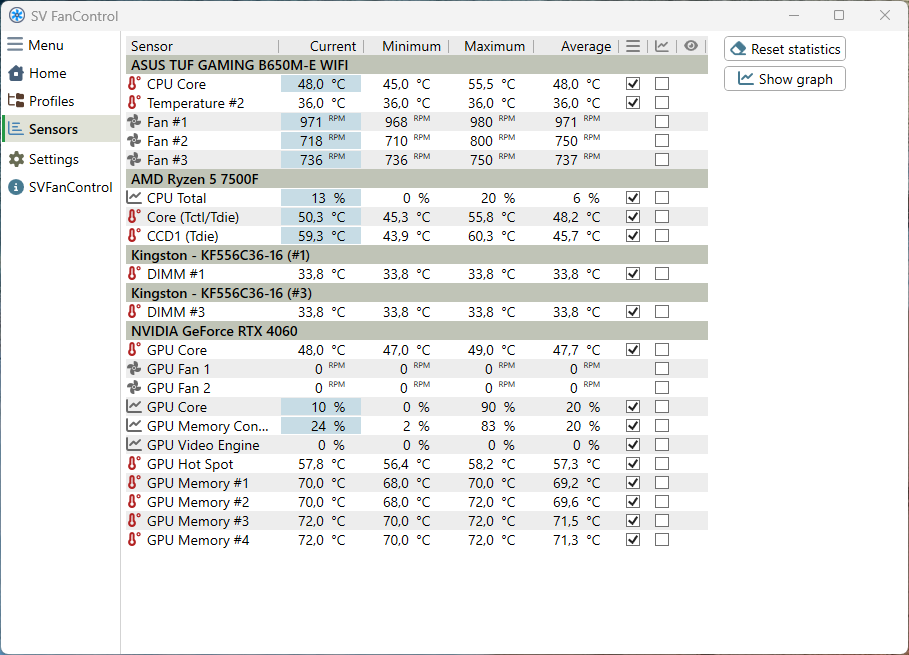 SV FanControl
Menu
Home
Profiles
Sensors
Settings
SVFanControl
Sensor Current Minimum Maximum Average
ASUS TUF GAMING B650M-E WIFI
CPU Core 48,0 °C 45,0 °C 55,5 °C 48,0 °C
Temperature #2 36,0 °C 36,0 °C 36,0 °C 36,0 °C
Fan #1 971 RPM 968 RPM 980 RPM 971 RPM
Fan #2 718 RPM 710 RPM 800 RPM 750 RPM
Fan #3 736 RPM 736 RPM 750 RPM 737 RPM
AMD Ryzen 5 7500F
CPU Total 13 % 0 % 20 % 6 %
Core (Tctl/Tdie) 50,3 °C 45,3 °C 55,8 °C 48,2 °C
CCD1 (Tdie) 59,3 °C 43,9 °C 60,3 °C 45,7 °C
Kingston - KF556C36-16 (#1)
DIMM #1 33,8 °C 33,8 °C 33,8 °C 33,8 °C
Kingston - KF556C36-16 (#3)
DIMM #3 33,8 °C 33,8 °C 33,8 °C 33,8 °C
NVIDIA GeForce RTX 4060
GPU Core 48,0 °C 47,0 °C 49,0 °C 47,7 °C
GPU Fan 1 0 RPM 0 RPM 0 RPM 0 RPM
GPU Fan 2 0 RPM 0 RPM 0 RPM 0 RPM
GPU Core 10 % 0 % 90 % 20 %
GPU Memory Con... 24 % 2 % 83 % 20 %
GPU Video Engine 0 % 0 % 0 % 0 %
GPU Hot Spot 57,8 °C 56,4 °C 58,2 °C 57,3 °C
GPU Memory #1 70,0 °C 68,0 °C 70,0 °C 69,2 °C
GPU Memory #2 70,0 °C 68,0 °C 72,0 °C 69,6 °C
GPU Memory #3 72,0 °C 70,0 °C 72,0 °C 71,5 °C
GPU Memory #4 72,0 °C 70,0 °C 72,0 °C 71,3 °C
Reset statistics
Show graph